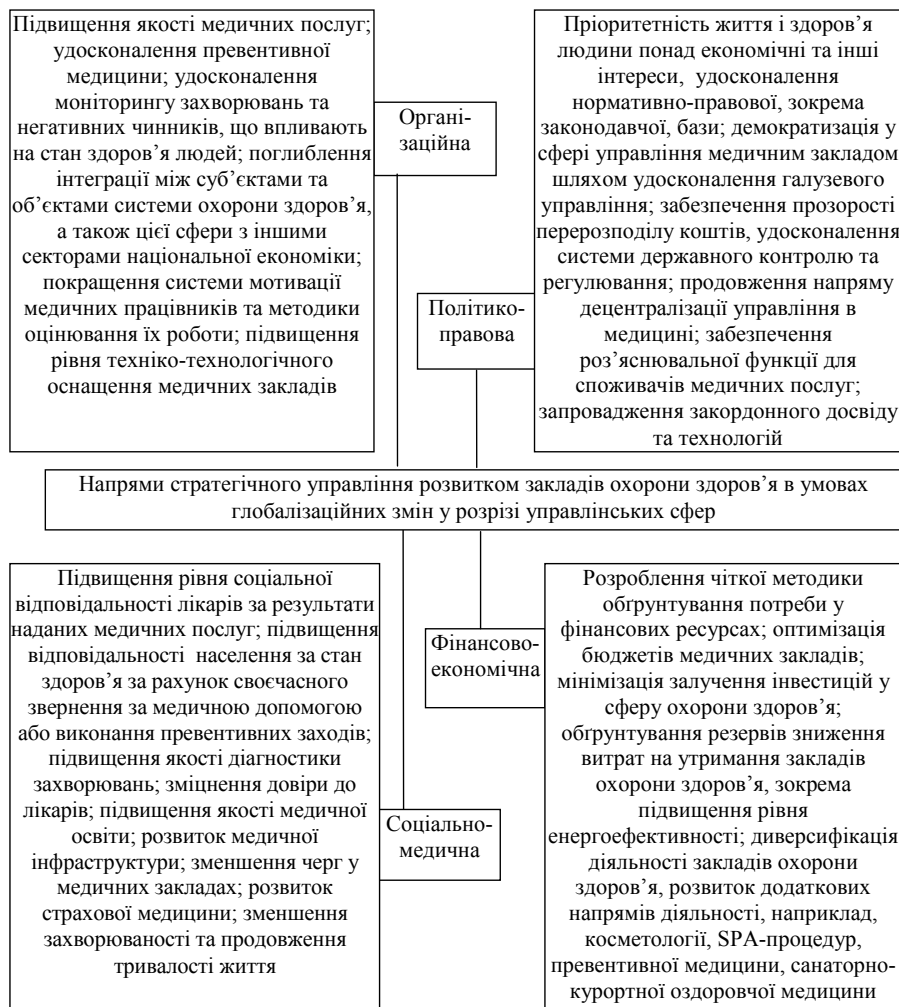 Підвищення якості медичних послуг;
удосконалення превентивної
медицини; удосконалення
моніторингу захворювань та
негативних чинників, що впливають
на стан здоров’я людей; поглиблення
інтеграції між суб’єктами та
об’єктами системи охорони здоров’я,
а також цієї сфери з іншими
секторами національної економіки;
покращення системи мотивації
медичних працівників та методики
оцінювання їх роботи; підвищення
рівня техніко-технологічного
оснащення медичних закладів
Органі-
заційна
Політико-
правова
Пріоритетність життя і здоров’я
людини понад економічні та інші
інтереси, удосконалення
нормативно-правової, зокрема
законодавчої, бази; демократизація у
сфері управління медичним закладом
шляхом удосконалення галузевого
управління; забезпечення прозорості
перерозподілу коштів, удосконалення
системи державного контролю та
регулювання; продовження напряму
децентралізації управління в
медицині; забезпечення
роз’яснювальної функції для
споживачів медичних послуг;
запровадження закордонного досвіду
та технологій
Напрями стратегічного управління розвитком закладів охорони здоров’я в умовах
глобалізаційних змін у розрізі управлінських сфер
Підвищення рівня соціальної
відповідальності лікарів за результати
наданих медичних послуг; підвищення
відповідальності населення за стан
здоров’я за рахунок своєчасного
звернення за медичною допомогою
або виконання превентивних заходів;
підвищення якості діагностики
захворювань; зміцнення довіри до
лікарів; підвищення якості медичної
освіти; розвиток медичної
інфраструктури; зменшення черг у
медичних закладах; розвиток
страхової медицини; зменшення
захворюваності та продовження
тривалості життя
Фінансово-
економічна
Соціально-
медична
Розроблення чіткої методики
обґрунтування потреби у
фінансових ресурсах; оптимізація
бюджетів медичних закладів;
мінімізація залучення інвестицій у
сферу охорони здоров’я;
обґрунтування резервів зниження
витрат на утримання закладів
охорони здоров’я, зокрема
підвищення рівня
енергоефективності; диверсифікація
діяльності закладів охорони
здоров’я, розвиток додаткових
напрямів діяльності, наприклад,
косметології, SPA-процедур,
превентивної медицини, санаторно-
курортної оздоровчої медицини